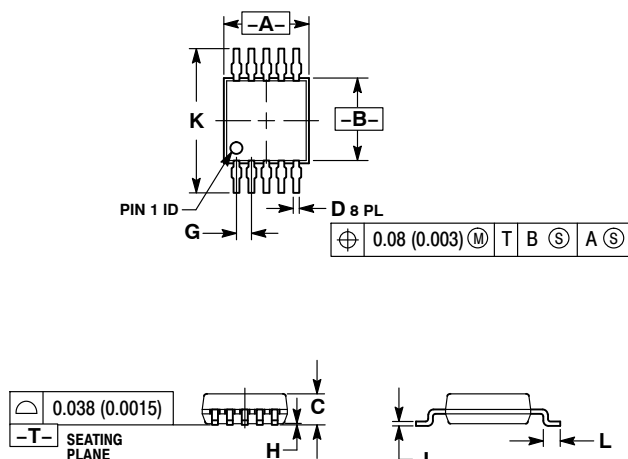 –A–
K
–B–
PIN 1 ID
D 8 PL
G
0.08 (0.003) Ⓜ T B Ⓢ A Ⓢ
0.038 (0.0015)
C
–T– SEATING
PLANE
H
L